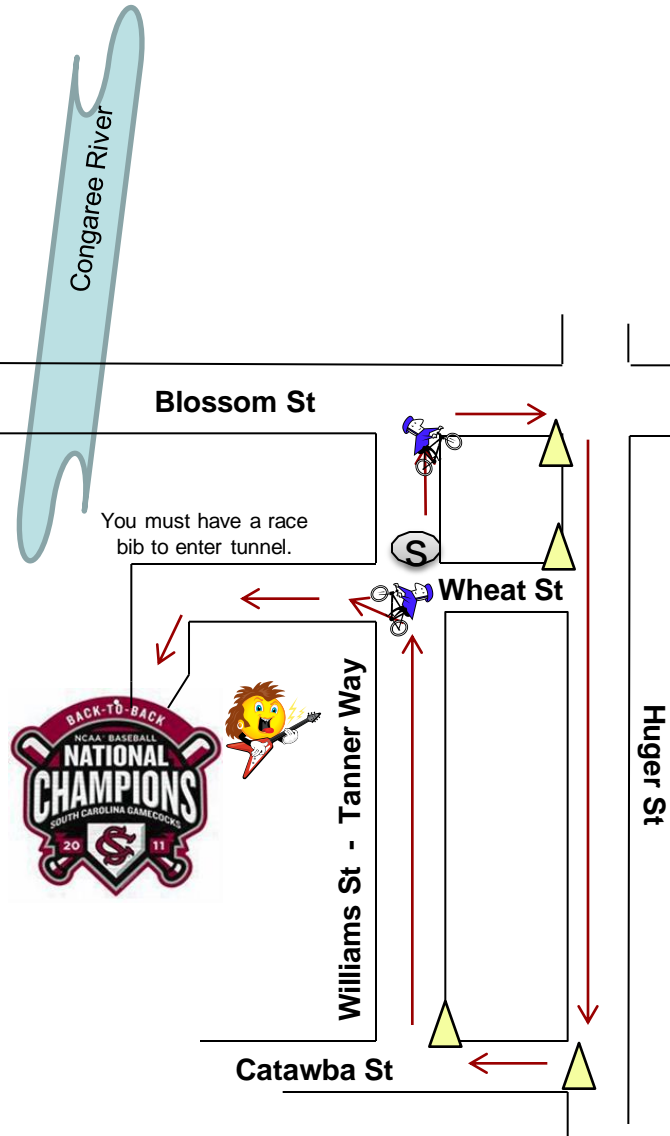 Congaree River
Blossom St
You must have a race
bib to enter tunnel.
S
Wheat St
BACK-TO-BACK
NCAA® BASEBALL
NATIONAL
CHAMPIONS
SOUTH CAROLINA GAMECOCKS
20 11
SC
Williams St - Tanner Way
Huger St
Catawba St